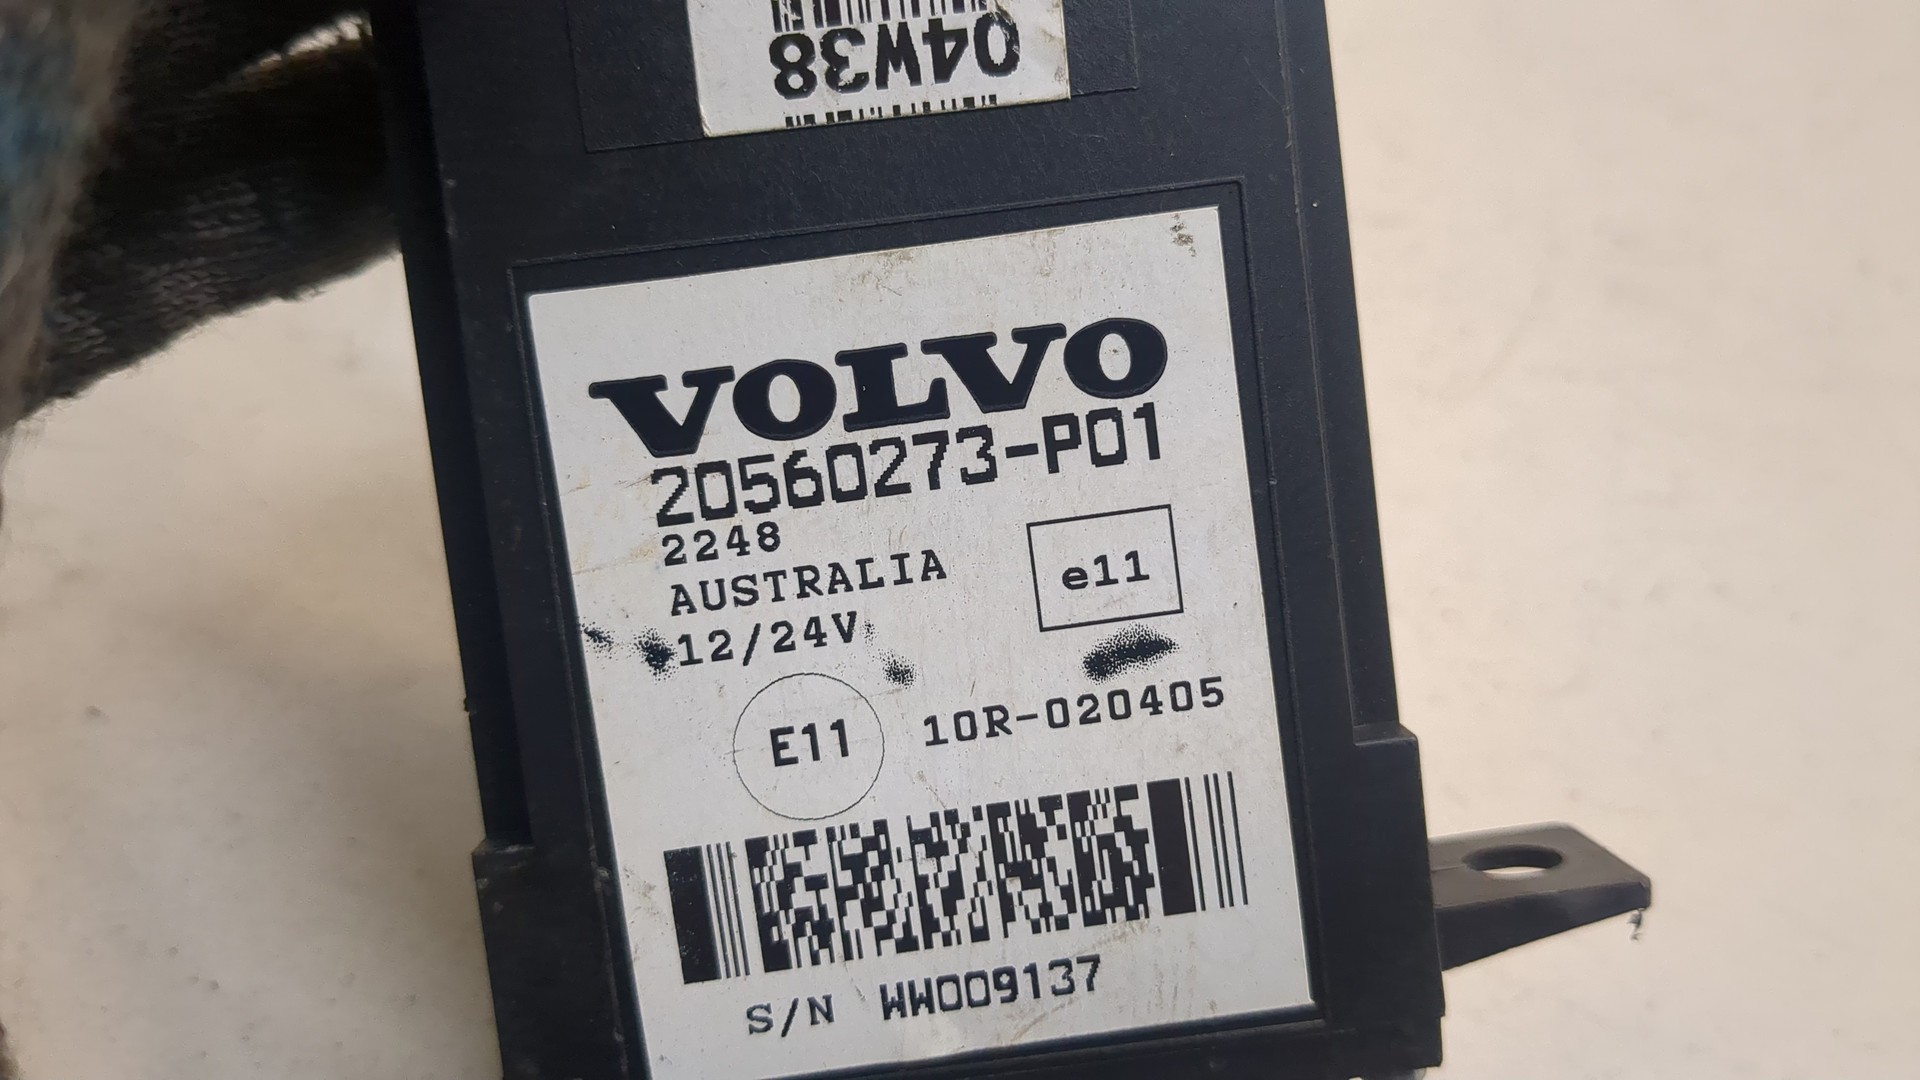 04W38
VOLVO
20560273-P01
2248
AUSTRALIA
e11
12/24V
E11 10R-020405
S/N WW009137